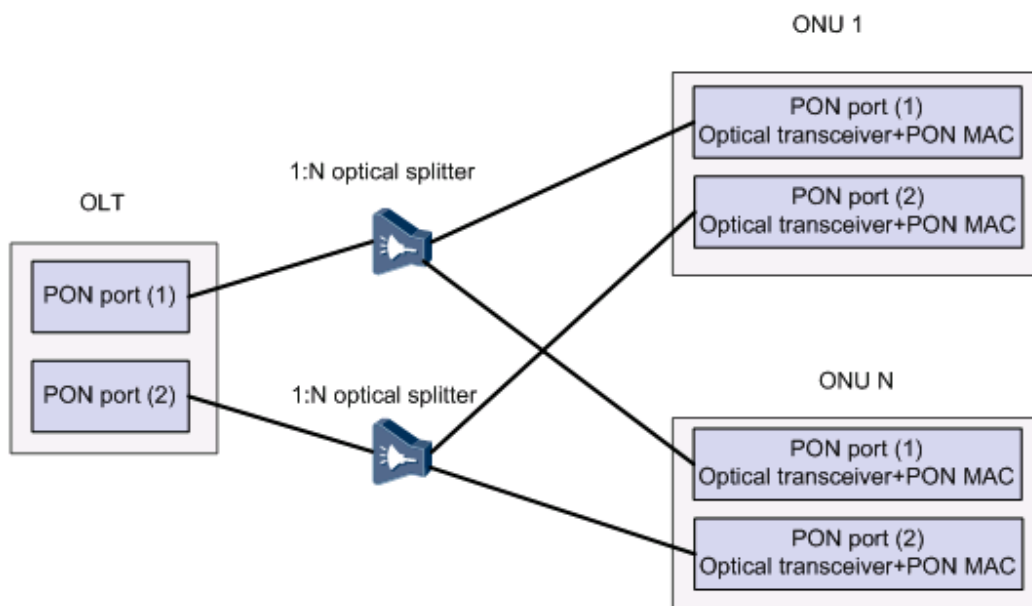 ONU 1
PON port (1)
Optical transceiver+PON MAC
PON port (2)
Optical transceiver+PON MAC
1:N optical splitter
OLT
PON port (1)
PON port (2)
1:N optical splitter
ONU N
PON port (1)
Optical transceiver+PON MAC
PON port (2)
Optical transceiver+PON MAC